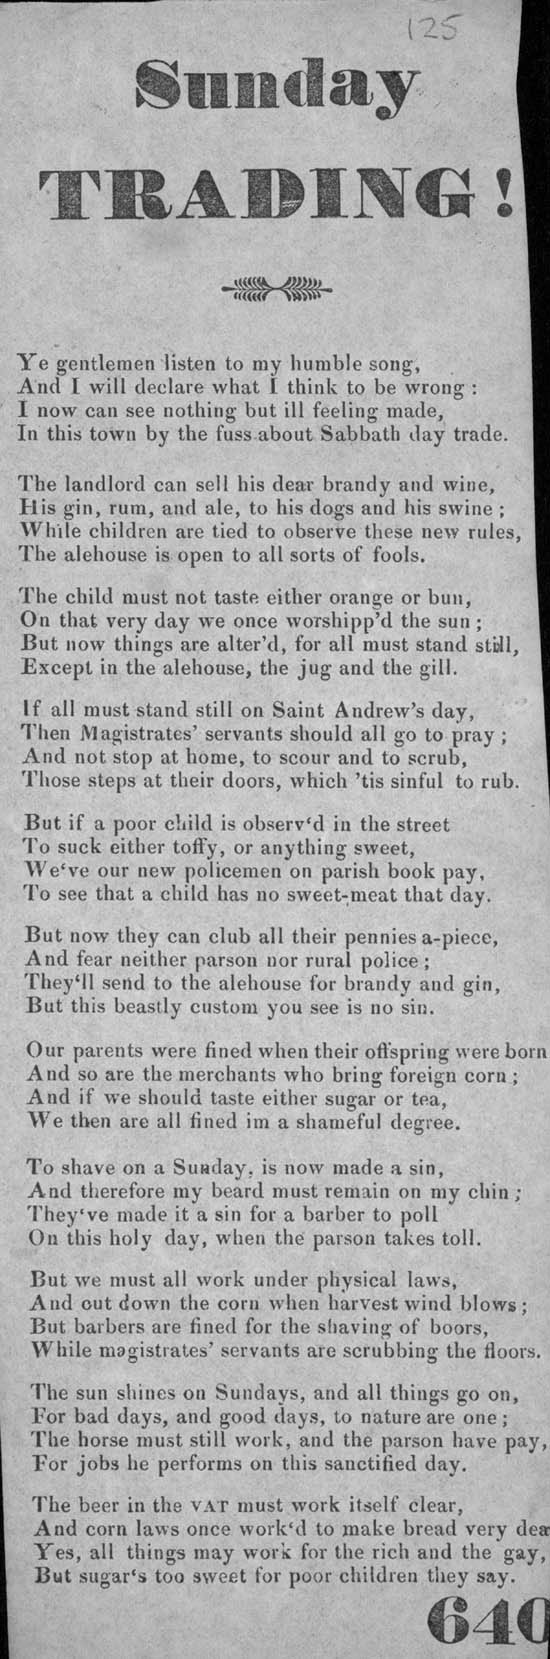 125
Sunday
TRADING!
Ye gentlemen listen to my humble song,
And I will declare what I think to be wrong :
I now can see nothing but ill feeling made,
In this town by the fuss about Sabbath day trade.
The landlord can sell his dear brandy and wine,
His gin, rum, and ale, to his dogs and his swine ;
While children are tied to observe these new rules,
The alehouse is open to all sorts of fools.
The child must not taste either orange or bun,
On that very day we once worshipp'd the sun ;
But now things are alter'd, for all must stand still,
Except in the alehouse, the jug and the gill.
If all must stand still on Saint Andrew's day,
Then Magistrates' servants should all go to pray ;
And not stop at home, to scour and to scrub,
Those steps at their doors, which 'tis sinful to rub.
But if a poor child is observ‘d in the street
To suck either toffy, or anything sweet,
We‘ve our new policemen on parish book pay,
To see that a child has no sweet-meat that day.
But now they can club all their pennies a-piece,
And fear neither parson nor rural police ;
They‘ll send to the alehouse for brandy and gin,
But this beastly custom you see is no sin.
Our parents were fined when their offspring were born
And so are the merchants who bring foreign corn ;
And if we should taste either sugar or tea,
We then are all fined im a shameful degree.
To shave on a Sunday, is now made a sin,
And therefore my beard must remain on my chin ;
They‘ve made it a sin for a barber to poll
On this holy day, when the parson takes toll.
But we must all work under physical laws,
And cut down the corn when harvest wind blows ;
But barbers are fined for the shaving of boors,
While magistrates' servants are scrubbing the floors.
The sun shines on Sundays, and all things go on,
For bad days, and good days, to nature are one ;
The horse must still work, and the parson have pay,
For jobs he performs on this sanctified day.
The beer in the VAT must work itself clear,
And corn laws once work‘d to make bread very dear
Yes, all things may work for the rich and the gay,
But sugar‘s too sweet for poor children they say.
640